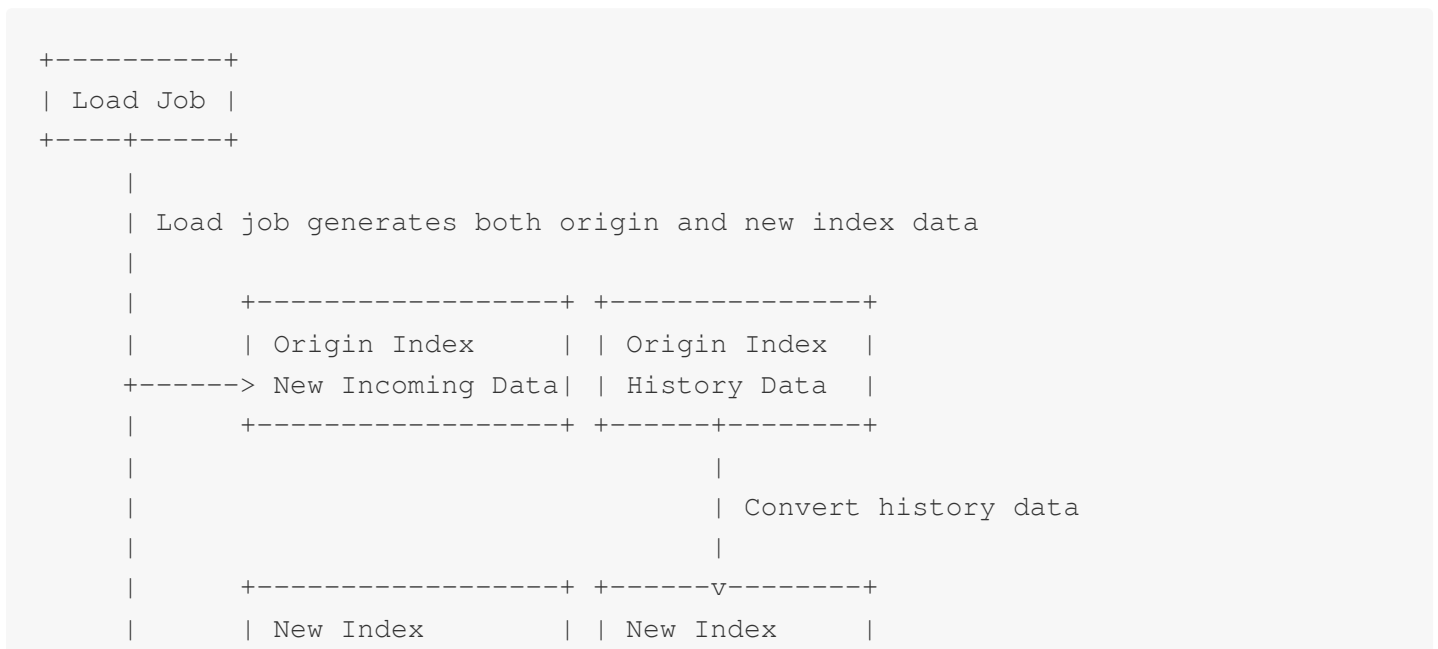 +----------+
| Load Job |
+----+-----+
     |
     | Load job generates both origin and new index data
     |
     |      +------------------+ +---------------+
     |      | Origin Index     | | Origin Index  |
     +------> New Incoming Data| | History Data  |
     |      +------------------+ +------+--------+
     |                                  |
     |                                  | Convert history data
     |                                  |
     |      +------------------+ +------v--------+
     |      | New Index        | | New Index     |